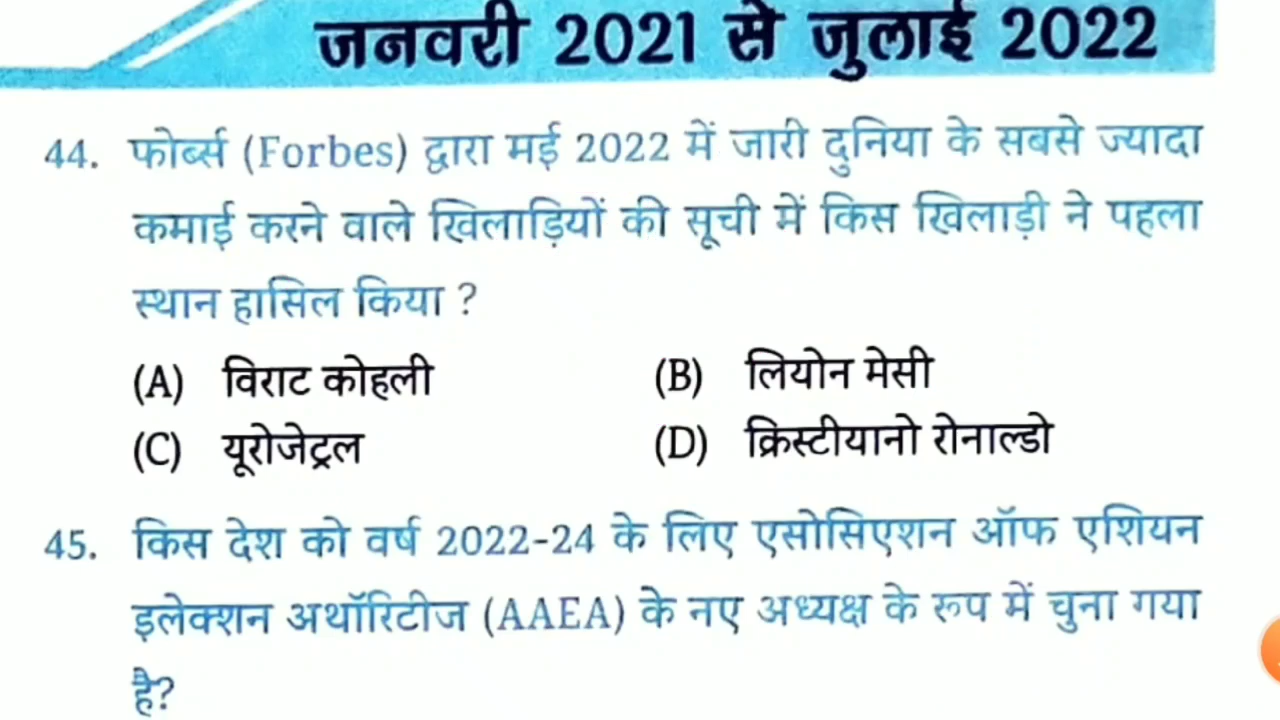 जनवरी 2021 से जुलाई 2022
44. फोर्ब्स (Forbes) द्वारा मई 2022 में जारी दुनिया के सबसे ज्यादा
कमाई करने वाले खिलाड़ियों की सूची में किस खिलाड़ी ने पहला
स्थान हासिल किया ?
(A) विराट कोहली (B) लियोन मेसी
(C) यूरोजेट्रल (D) क्रिस्टीयानो रोनाल्डो
45. किस देश को वर्ष 2022-24 के लिए एसोसिएशन ऑफ एशियन
इलेक्शन अथॉरिटीज (AAEA) के नए अध्यक्ष के रूप में चुना गया
है?